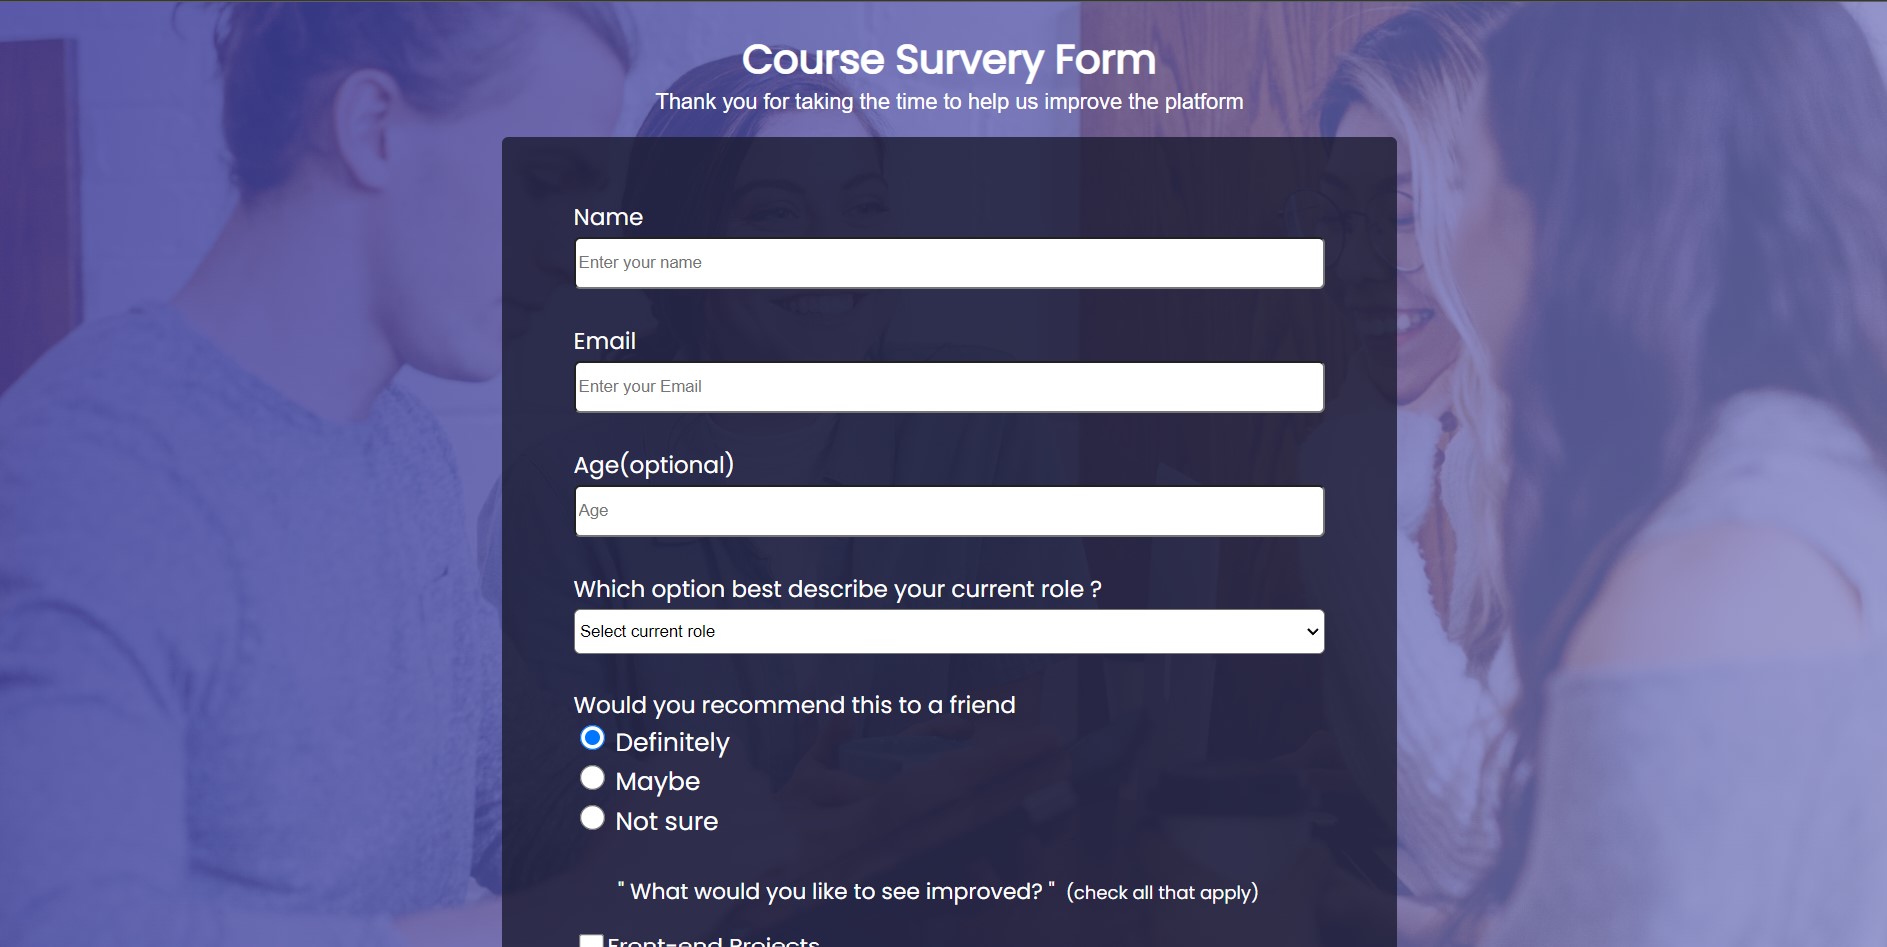 Course Survery Form
Thank you for taking the time to help us improve the platform
Name
Enter your name
Email
Enter your Email
Age(optional)
Age
Which option best describe your current role ?
Select current role
Would you recommend this to a friend
Definitely
Maybe
Not sure
" What would you like to see improved? " (check all that apply)
Front-end Projects